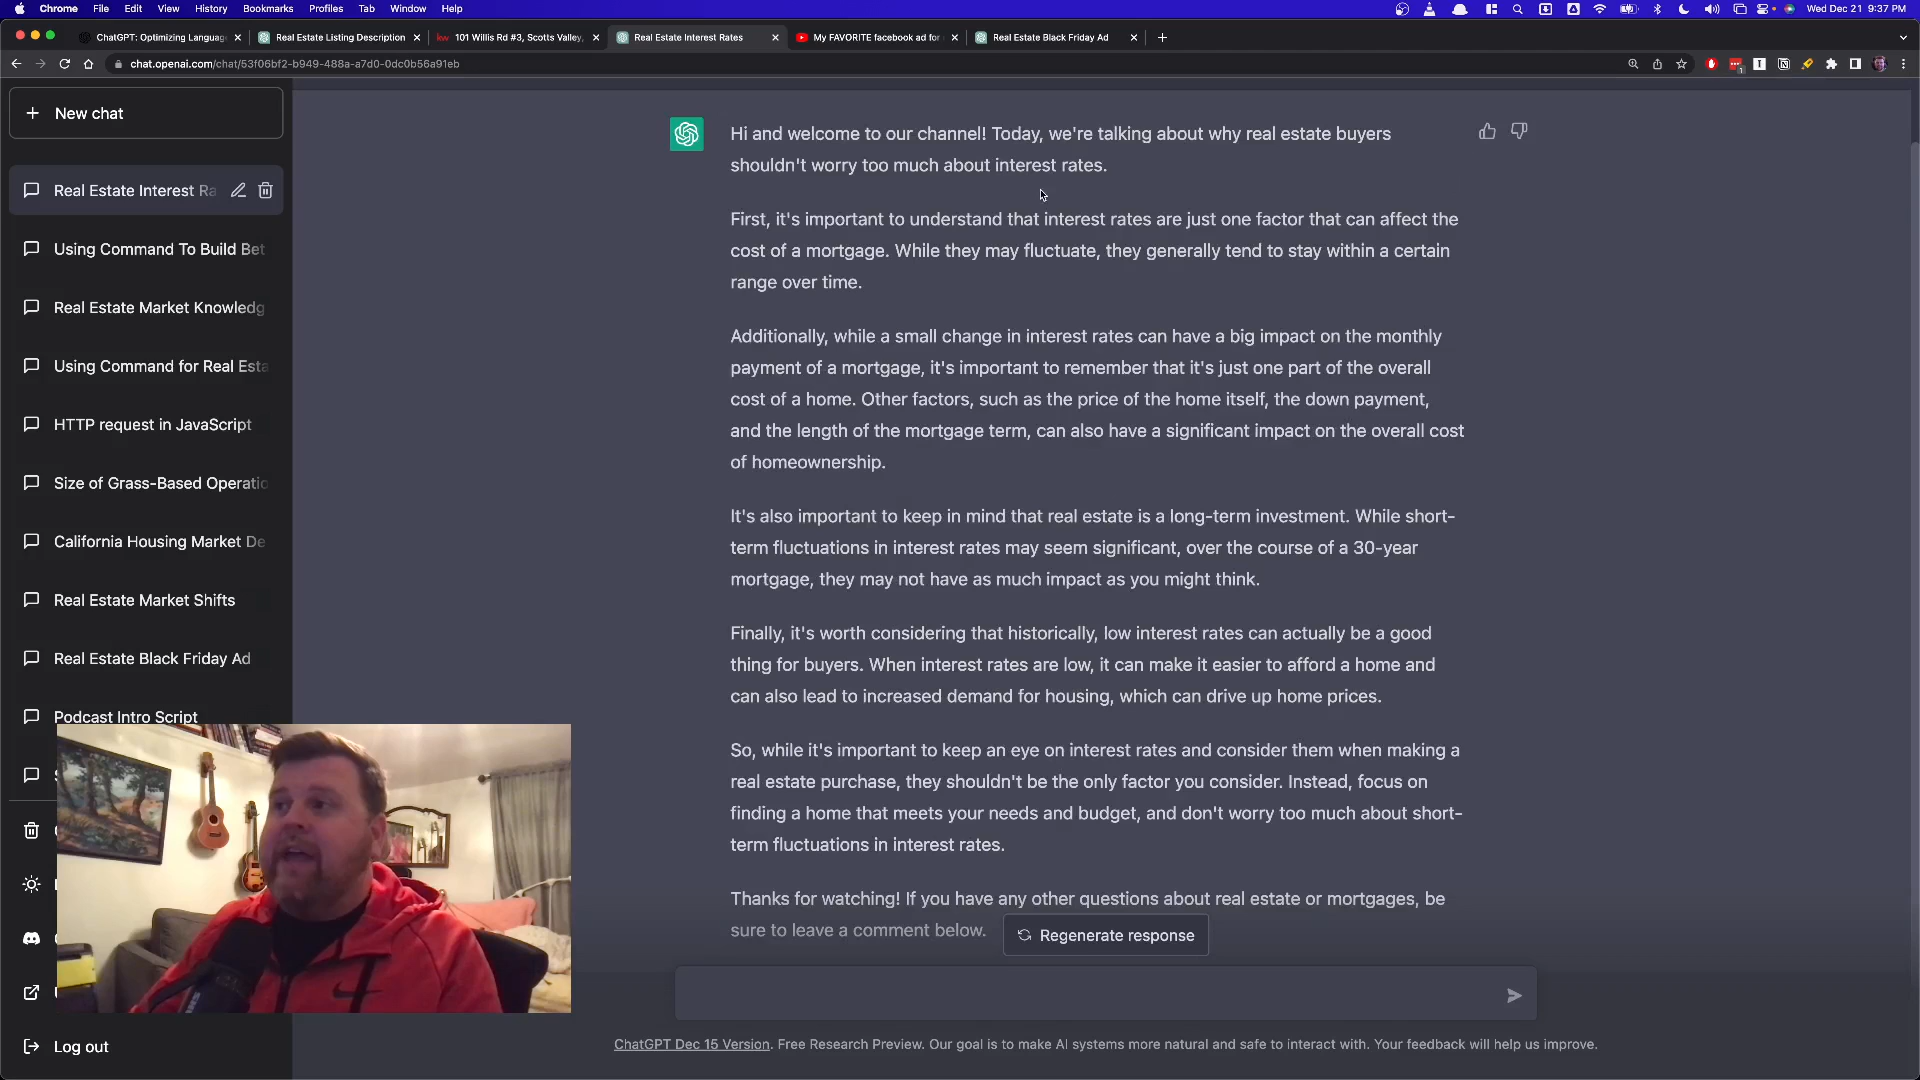 Chrome File Edit View History Bookmarks Profiles Tab Window Help Wed Dec 21 9:37 PM
ChatGPT: Optimizing Langua Real Estate Listing Description 101 Willis Rd #3, Scotts Valley, Real Estate Interest Rates My FAVORITE facebook ad for Real Estate Black Friday Ad
chat.openai.com/chat/53f06bf2-b949-488a-a7d0-0dc0b56a91eb
New chat
Real Estate Interest Ra
Using Command To Build Bet
Real Estate Market Knowledg
Using Command for Real Esta
HTTP request in JavaScript
Size of Grass-Based Operatio
California Housing Market De
Real Estate Market Shifts
Real Estate Black Friday Ad
Podcast Intro Script
Log out
Hi and welcome to our channel! Today, we're talking about why real estate buyers
shouldn't worry too much about interest rates.
First, it's important to understand that interest rates are just one factor that can affect the
cost of a mortgage. While they may fluctuate, they generally tend to stay within a certain
range over time.
Additionally, while a small change in interest rates can have a big impact on the monthly
payment of a mortgage, it's important to remember that it's just one part of the overall
cost of a home. Other factors, such as the price of the home itself, the down payment,
and the length of the mortgage term, can also have a significant impact on the overall cost
of homeownership.
It's also important to keep in mind that real estate is a long-term investment. While short-
term fluctuations in interest rates may seem significant, over the course of a 30-year
mortgage, they may not have as much impact as you might think.
Finally, it's worth considering that historically, low interest rates can actually be a good
thing for buyers. When interest rates are low, it can make it easier to afford a home and
can also lead to increased demand for housing, which can drive up home prices.
So, while it's important to keep an eye on interest rates and consider them when making a
real estate purchase, they shouldn't be the only factor you consider. Instead, focus on
finding a home that meets your needs and budget, and don't worry too much about short-
term fluctuations in interest rates.
Thanks for watching! If you have any other questions about real estate or mortgages, be
sure to leave a comment below.
Regenerate response
ChatGPT Dec 15 Version. Free Research Preview. Our goal is to make AI systems more natural and safe to interact with. Your feedback will help us improve.